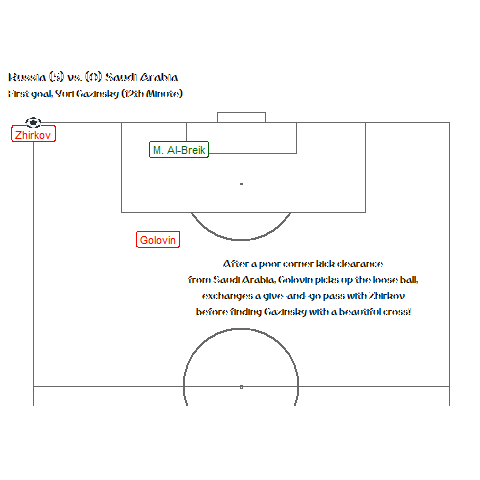 Russia (5) vs. (0) Saudi Arabia
First goal, Yuri Gazinsky (12th Minute)
Zhirkov
M. Al-Breik
Golovin
After a poor corner kick clearance
from Saudi Arabia, Golovin picks up the loose ball,
exchanges a give-and-go pass with Zhirkov
before finding Gazinsky with a beautiful cross!